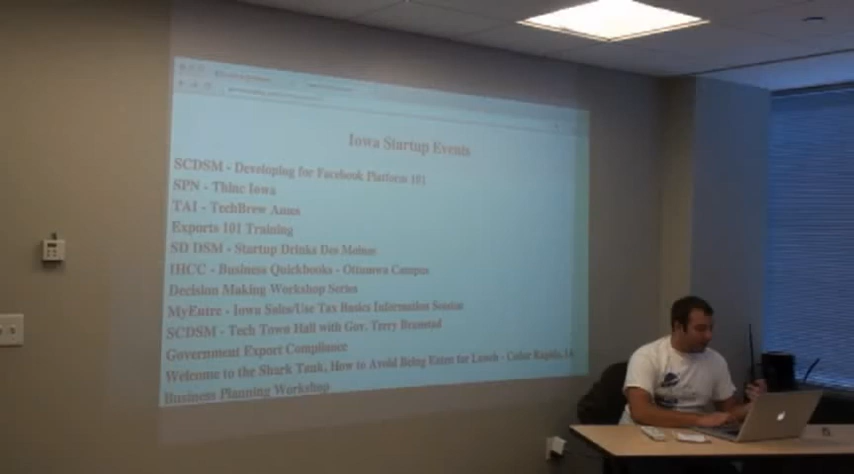 Iowa Startup Events
SCDSM - Developing for Facebook Platform 101
SPN - Thinc Iowa
TAI - TechBrew Ames
Exports 101 Training
SD DSM - Startup Drinks Des Moines
IHCC - Business Quickbooks - Ottumwa Campus
Decision Making Workshop Series
MyEntre - Iowa Sales/Use Tax Basics Information Session
SCDSM - Tech Town Hall with Gov. Terry Branstad
Government Export Compliance
Welcome to the Shark Tank, How to Avoid Being Eaten for Lunch - Cedar Rapids, IA
Business Planning Workshop